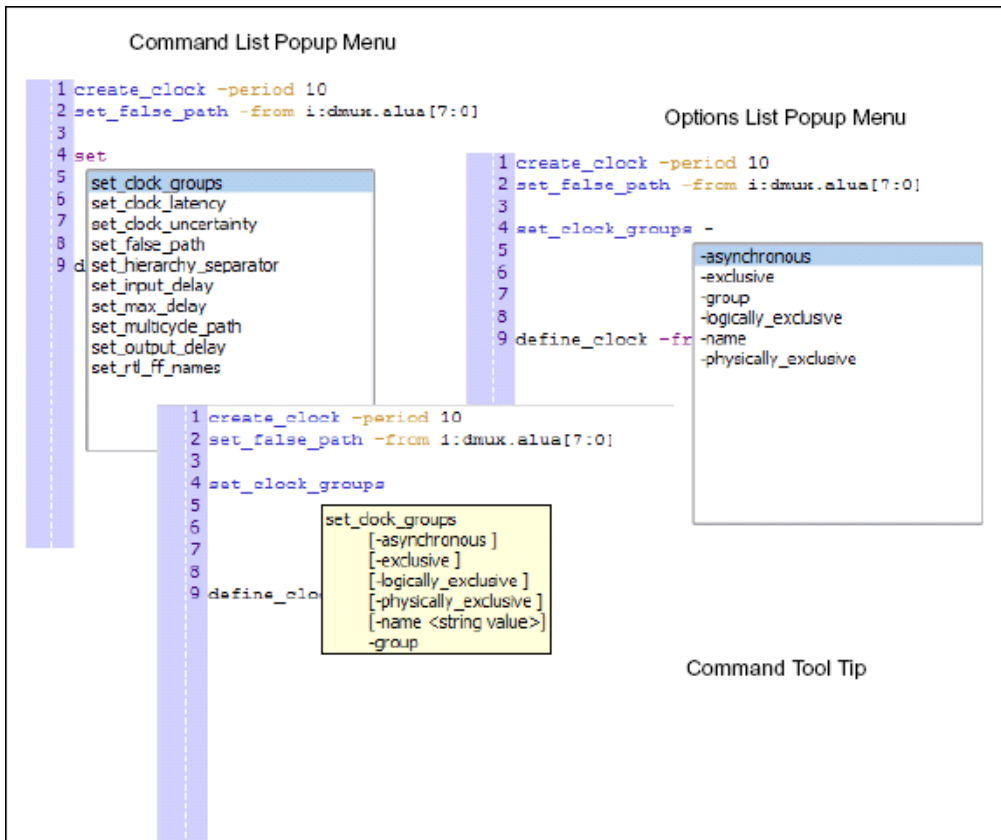 Command List Popup Menu
1 create_clock -period 10
2 set_false_path -from i:dmux.alua[7:0]
3
4 set
5
6
7
8
9 d
set_clock_groups
set_clock_latency
set_clock_uncertainty
set_false_path
set_hierarchy_separator
set_input_delay
set_max_delay
set_multicycle_path
set_output_delay
set_rtl_ff_names
Options List Popup Menu
1 create_clock -period 10
2 set_false_path -from i:dmux.alua[7:0]
3
4 set_clock_groups -
5
6
7
8
9 define_clock -fr
-asynchronous
-exclusive
-group
-logically_exclusive
-name
-physically_exclusive
1 create_clock -period 10
2 set_false_path -from i:dmux.alua[7:0]
3
4 set_clock_groups
5
6
7
8
9 define_clo
set_clock_groups
[-asynchronous ]
[-exclusive ]
[-logically_exclusive ]
[-physically_exclusive ]
[-name <string value>]
-group
Command Tool Tip